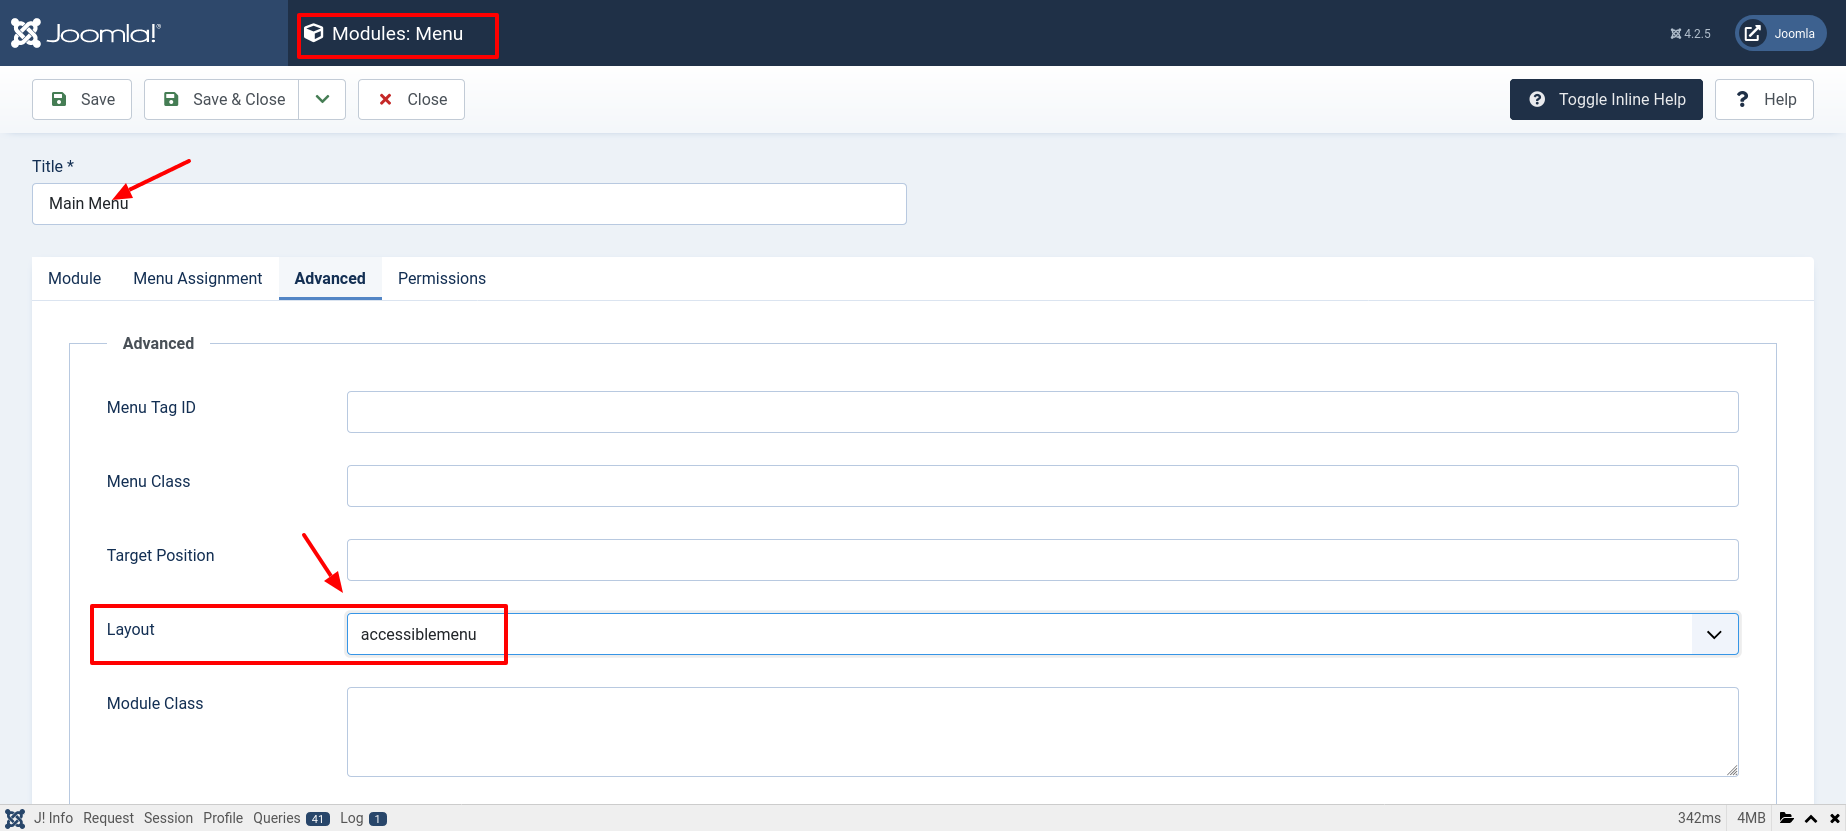 Joomla!®
Modules: Menu
4.2.5
Joomla
Save
Save & Close
Close
Toggle Inline Help
? Help
Title *
Main Menu
Module
Menu Assignment
Advanced
Permissions
Advanced
Menu Tag ID
Menu Class
Target Position
Layout
accessiblemenu
Module Class
J! Info Request Session Profile Queries 41 Log 1
342ms 4MB